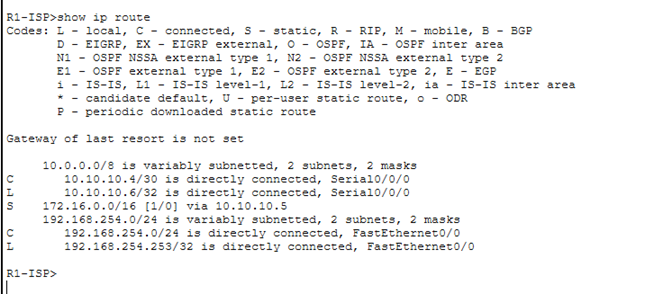 R1-ISP>show ip route
Codes: L - local, C - connected, S - static, R - RIP, M - mobile, B - BGP
       D - EIGRP, EX - EIGRP external, O - OSPF, IA - OSPF inter area
       N1 - OSPF NSSA external type 1, N2 - OSPF NSSA external type 2
       E1 - OSPF external type 1, E2 - OSPF external type 2, E - EGP
       i - IS-IS, L1 - IS-IS level-1, L2 - IS-IS level-2, ia - IS-IS inter area
       * - candidate default, U - per-user static route, o - ODR
       P - periodic downloaded static route
Gateway of last resort is not set
     10.0.0.0/8 is variably subnetted, 2 subnets, 2 masks
C       10.10.10.4/30 is directly connected, Serial0/0/0
L       10.10.10.6/32 is directly connected, Serial0/0/0
S    172.16.0.0/16 [1/0] via 10.10.10.5
     192.168.254.0/24 is variably subnetted, 2 subnets, 2 masks
C       192.168.254.0/24 is directly connected, FastEthernet0/0
L       192.168.254.253/32 is directly connected, FastEthernet0/0
R1-ISP>